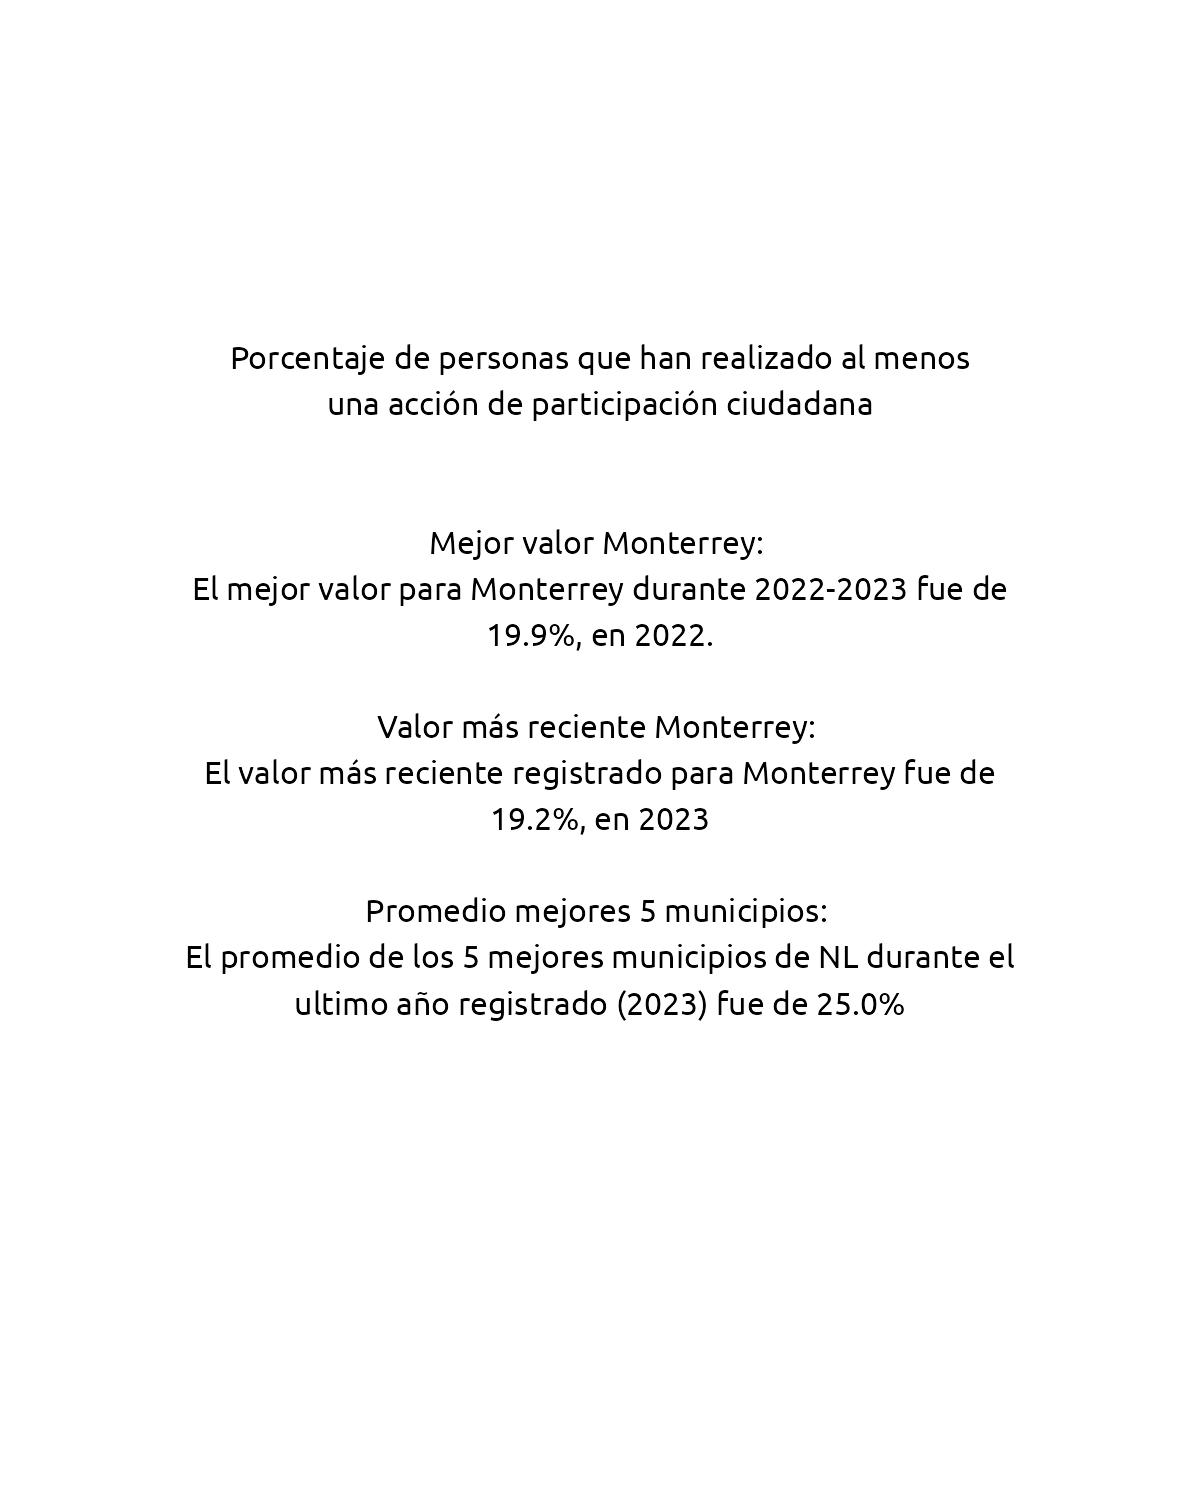 Porcentaje de personas que han realizado al menos
una acción de participación ciudadana
Mejor valor Monterrey:
El mejor valor para Monterrey durante 2022-2023 fue de
19.9%, en 2022.
Valor más reciente Monterrey:
El valor más reciente registrado para Monterrey fue de
19.2%, en 2023
Promedio mejores 5 municipios:
El promedio de los 5 mejores municipios de NL durante el
ultimo año registrado (2023) fue de 25.0%